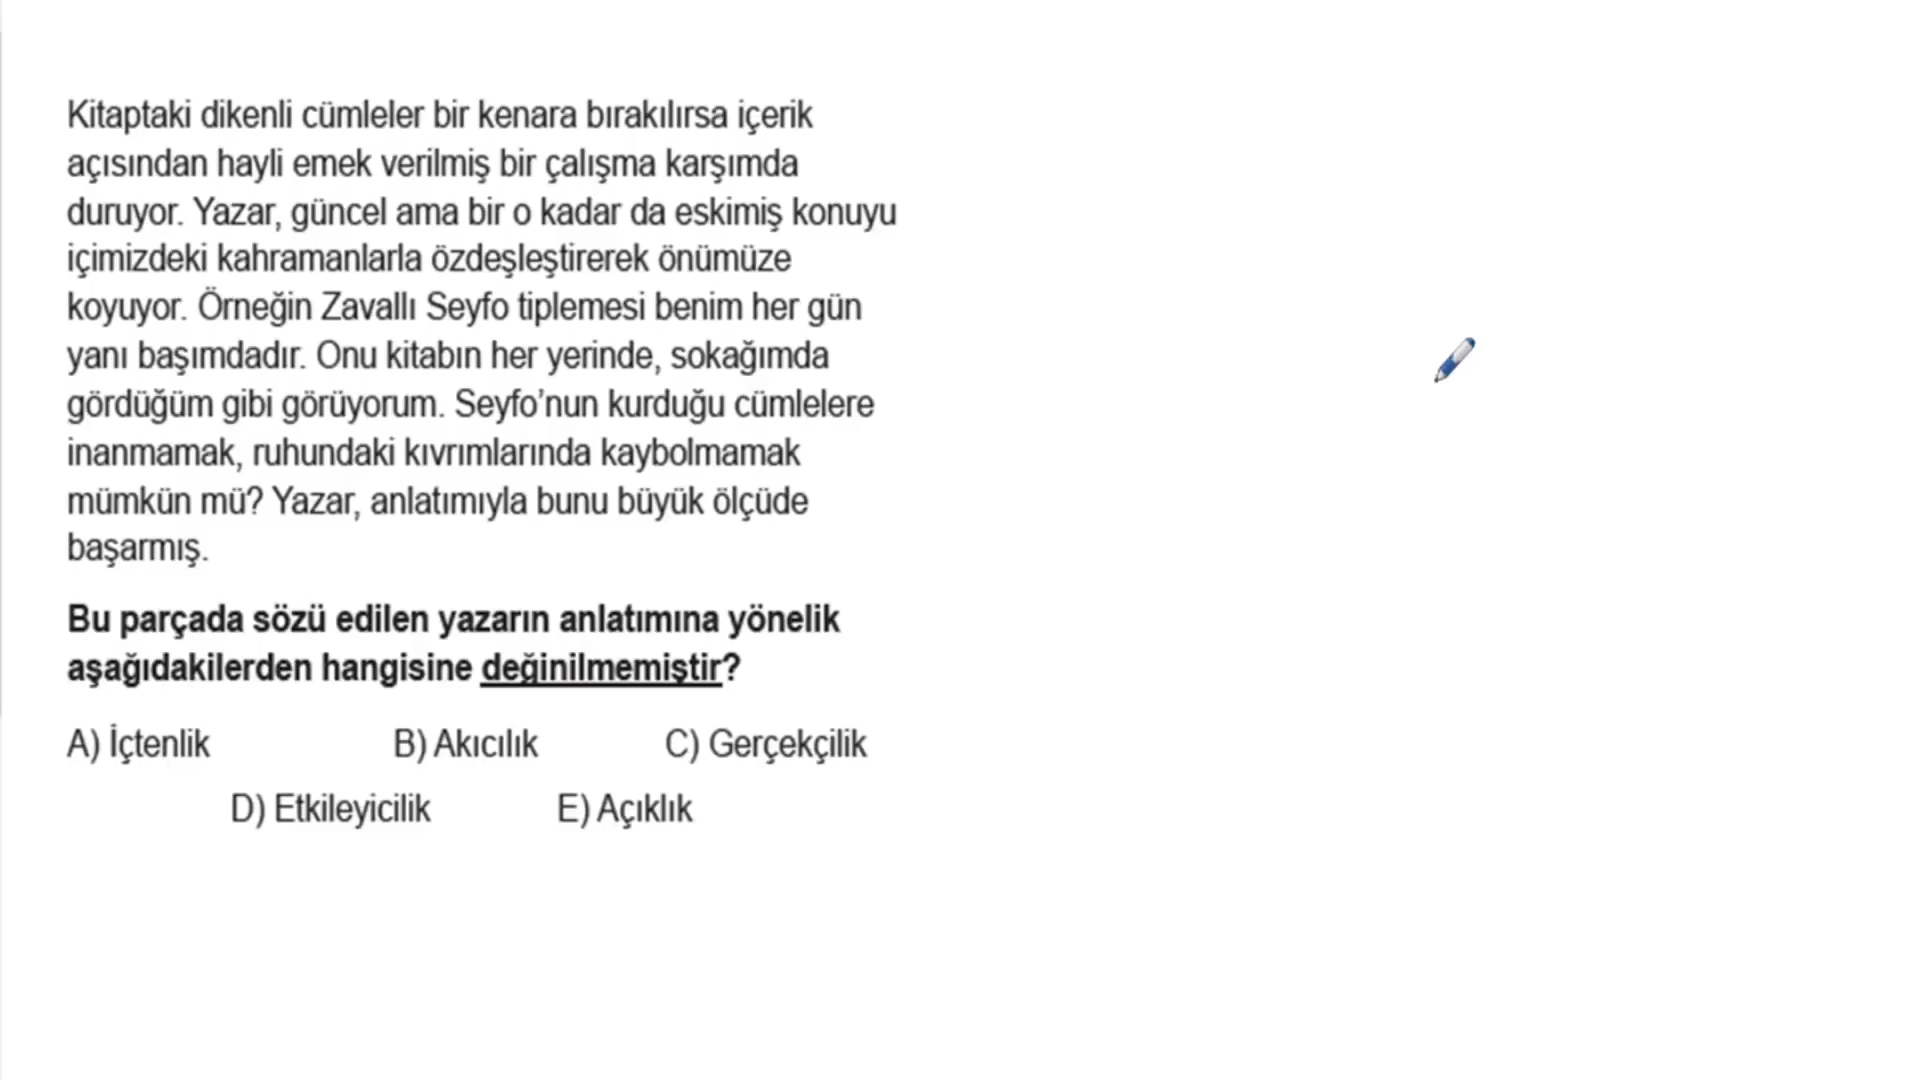 Kitaptaki dikenli cümleler bir kenara bırakılırsa içerik
açısından hayli emek verilmiş bir çalışma karşımda
duruyor. Yazar, güncel ama bir o kadar da eskimiş konuyu
içimizdeki kahramanlarla özdeşleştirerek önümüze
koyuyor. Örneğin Zavallı Seyfo tiplemesi benim her gün
yanı başımdadır. Onu kitabın her yerinde, sokağımda
gördüğüm gibi görüyorum. Seyfo’nun kurduğu cümlelere
inanmamak, ruhundaki kıvrımlarında kaybolmamak
mümkün mü? Yazar, anlatımıyla bunu büyük ölçüde
başarmış.
Bu parçada sözü edilen yazarın anlatımına yönelik
aşağıdakilerden hangisine değinilmemiştir?
A) İçtenlik B) Akıcılık C) Gerçekçilik
D) Etkileyicilik E) Açıklık